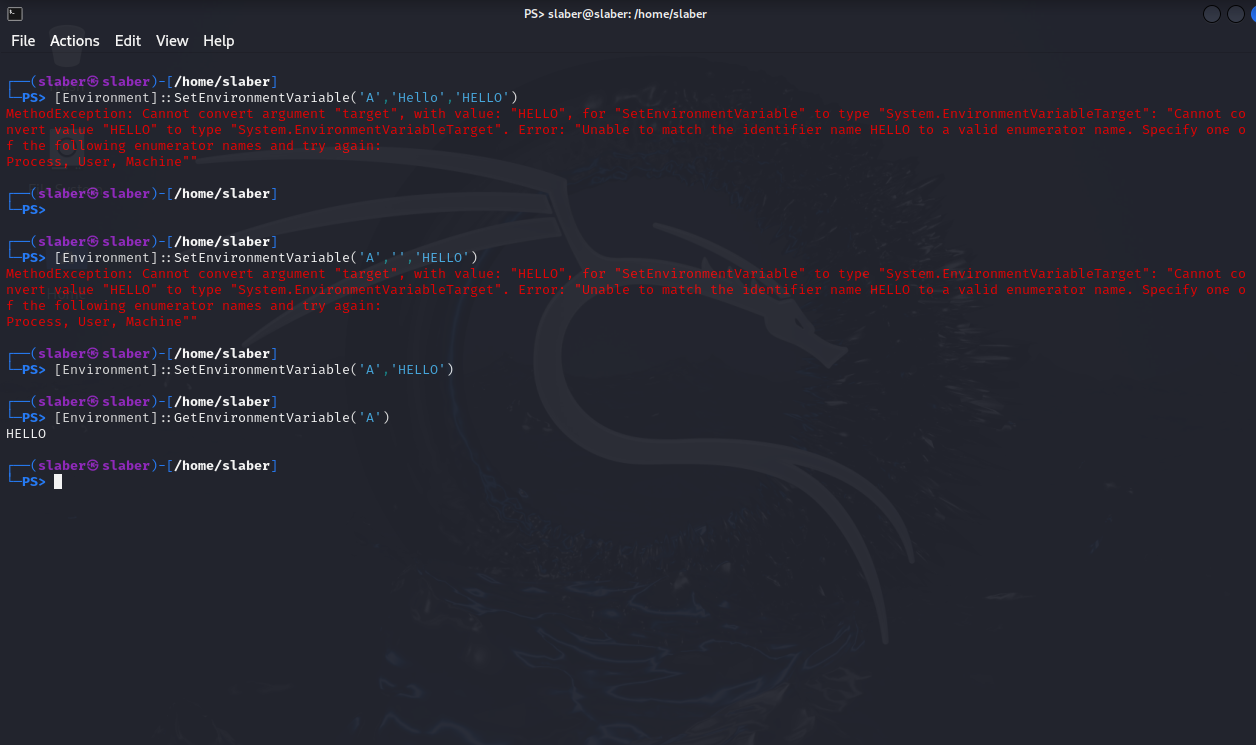 PS> slaber@slaber: /home/slaber
File Actions Edit View Help
┌──(slaber㉿slaber)-[/home/slaber]
└─PS> [Environment]::SetEnvironmentVariable('A','Hello','HELLO')
MethodException: Cannot convert argument "target", with value: "HELLO", for "SetEnvironmentVariable" to type "System.EnvironmentVariableTarget": "Cannot co
nvert value "HELLO" to type "System.EnvironmentVariableTarget". Error: "Unable to match the identifier name HELLO to a valid enumerator name. Specify one o
f the following enumerator names and try again:
Process, User, Machine""
┌──(slaber㉿slaber)-[/home/slaber]
└─PS>
┌──(slaber㉿slaber)-[/home/slaber]
└─PS> [Environment]::SetEnvironmentVariable('A','','HELLO')
MethodException: Cannot convert argument "target", with value: "HELLO", for "SetEnvironmentVariable" to type "System.EnvironmentVariableTarget": "Cannot co
nvert value "HELLO" to type "System.EnvironmentVariableTarget". Error: "Unable to match the identifier name HELLO to a valid enumerator name. Specify one o
f the following enumerator names and try again:
Process, User, Machine""
┌──(slaber㉿slaber)-[/home/slaber]
└─PS> [Environment]::SetEnvironmentVariable('A','HELLO')
┌──(slaber㉿slaber)-[/home/slaber]
└─PS> [Environment]::GetEnvironmentVariable('A')
HELLO
┌──(slaber㉿slaber)-[/home/slaber]
└─PS>